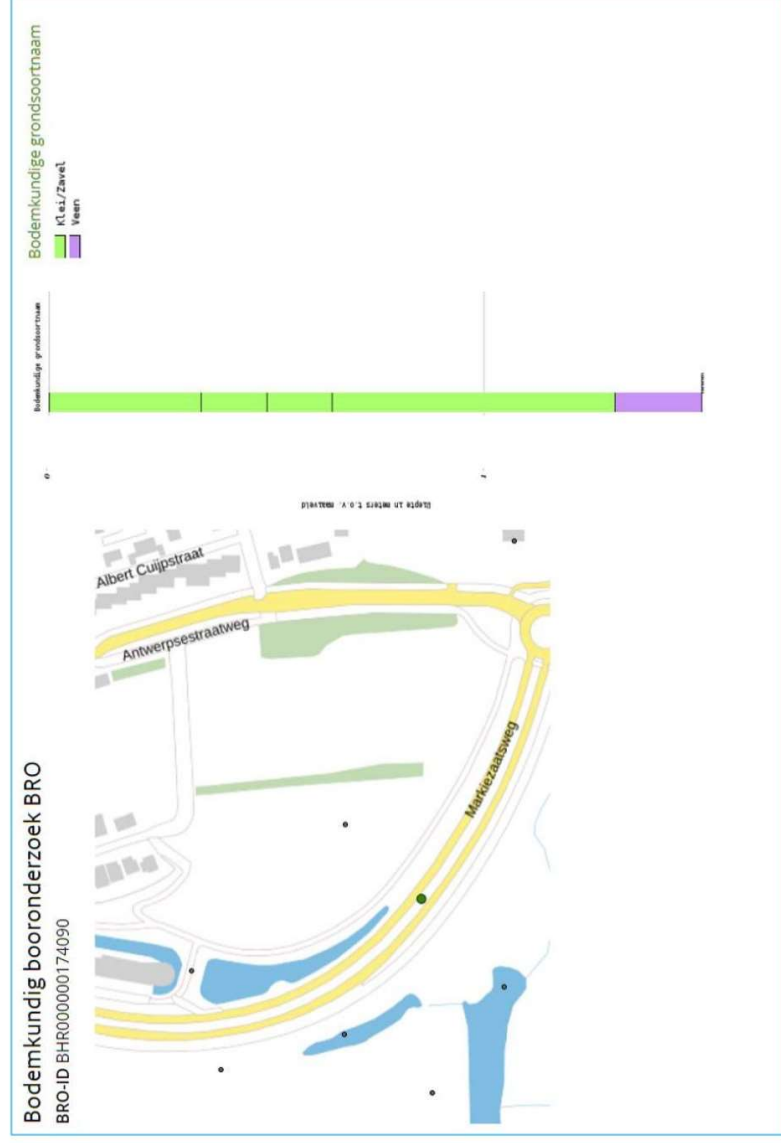 Bodemkundig booronderzoek BRO
BRO-ID BHR000000174090
Albert Cuijpstraat
Antwerpsestraatweg
Markiezaatsweg
Diepte in meters t.o.v. maaiveld
0
1
Bodemkundige grondsoortnaam
Bodemkundige grondsoortnaam
Klei/Zavel
Veen